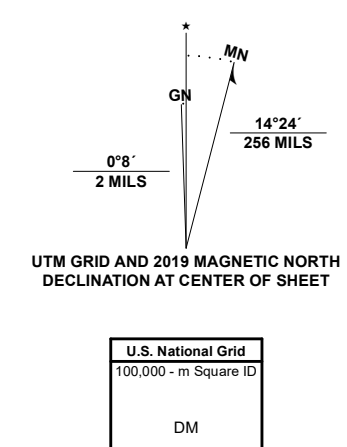 ★
MN
GN
14°24´
256 MILS
0°8´
2 MILS
UTM GRID AND 2019 MAGNETIC NORTH
DECLINATION AT CENTER OF SHEET
U.S. National Grid
100,000 - m Square ID
DM